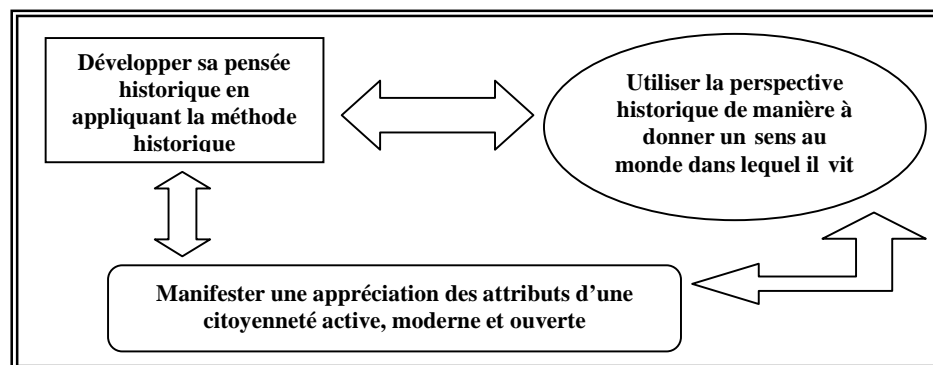 Développer sa pensée
historique en
appliquant la méthode
historique
Utiliser la perspective
historique de manière à
donner un sens au
monde dans lequel il vit
Manifester une appréciation des attributs d’une
citoyenneté active, moderne et ouverte